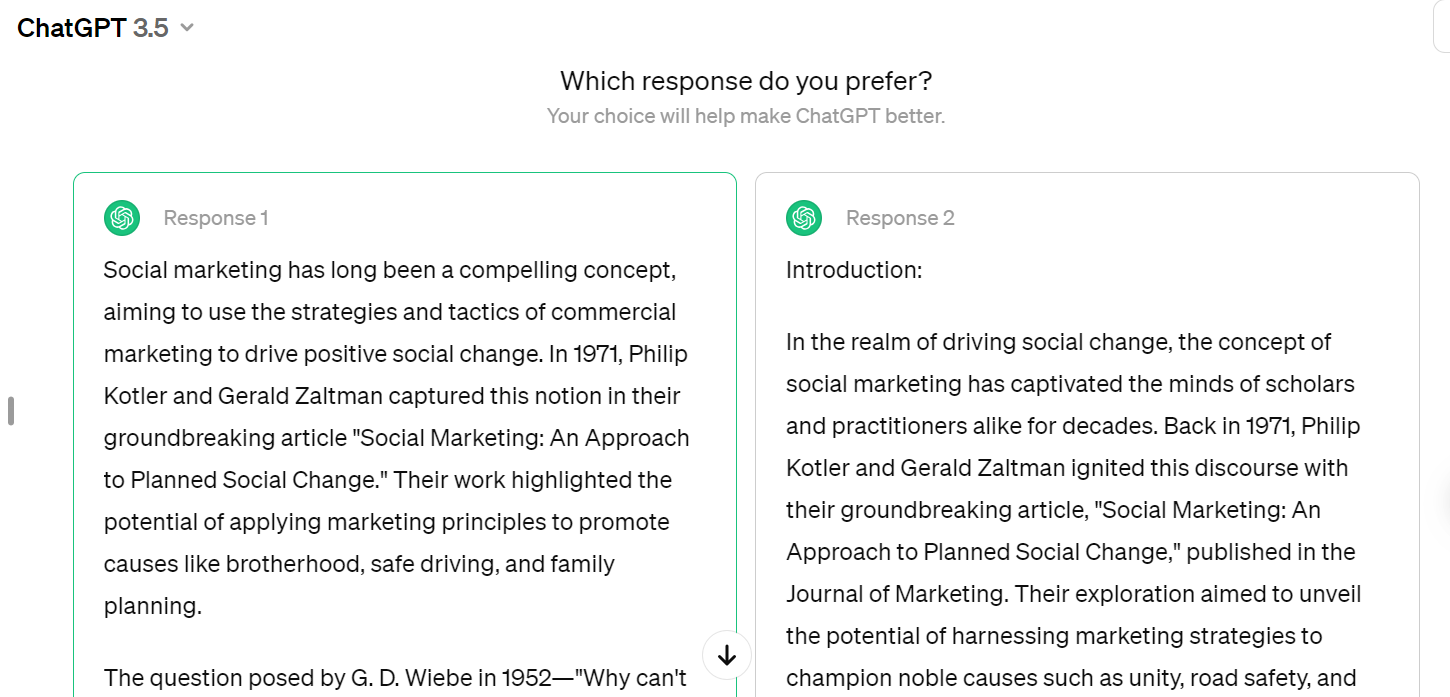 ChatGPT 3.5
Which response do you prefer?
Your choice will help make ChatGPT better.
Response 1
Social marketing has long been a compelling concept,
aiming to use the strategies and tactics of commercial
marketing to drive positive social change. In 1971, Philip
Kotler and Gerald Zaltman captured this notion in their
groundbreaking article "Social Marketing: An Approach
to Planned Social Change." Their work highlighted the
potential of applying marketing principles to promote
causes like brotherhood, safe driving, and family
planning.
The question posed by G. D. Wiebe in 1952—"Why can't
Response 2
Introduction:
In the realm of driving social change, the concept of
social marketing has captivated the minds of scholars
and practitioners alike for decades. Back in 1971, Philip
Kotler and Gerald Zaltman ignited this discourse with
their groundbreaking article, "Social Marketing: An
Approach to Planned Social Change," published in the
Journal of Marketing. Their exploration aimed to unveil
the potential of harnessing marketing strategies to
champion noble causes such as unity, road safety, and